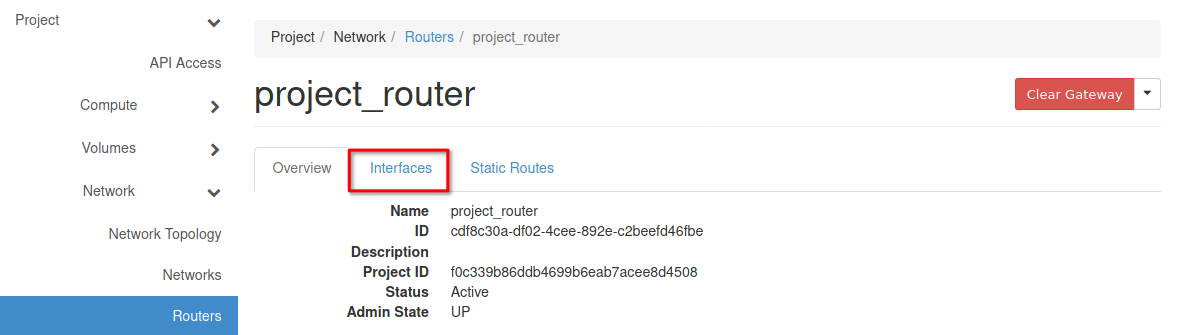 Project
API Access
Compute
Volumes
Network
Network Topology
Networks
Routers
Project / Network / Routers / project_router
project_router
Clear Gateway
Overview Interfaces Static Routes
Name project_router
ID cdf8c30a-df02-4cee-892e-c2beefd46fbe
Description
Project ID f0c339b86ddb4699b6eab7acee8d4508
Status Active
Admin State UP